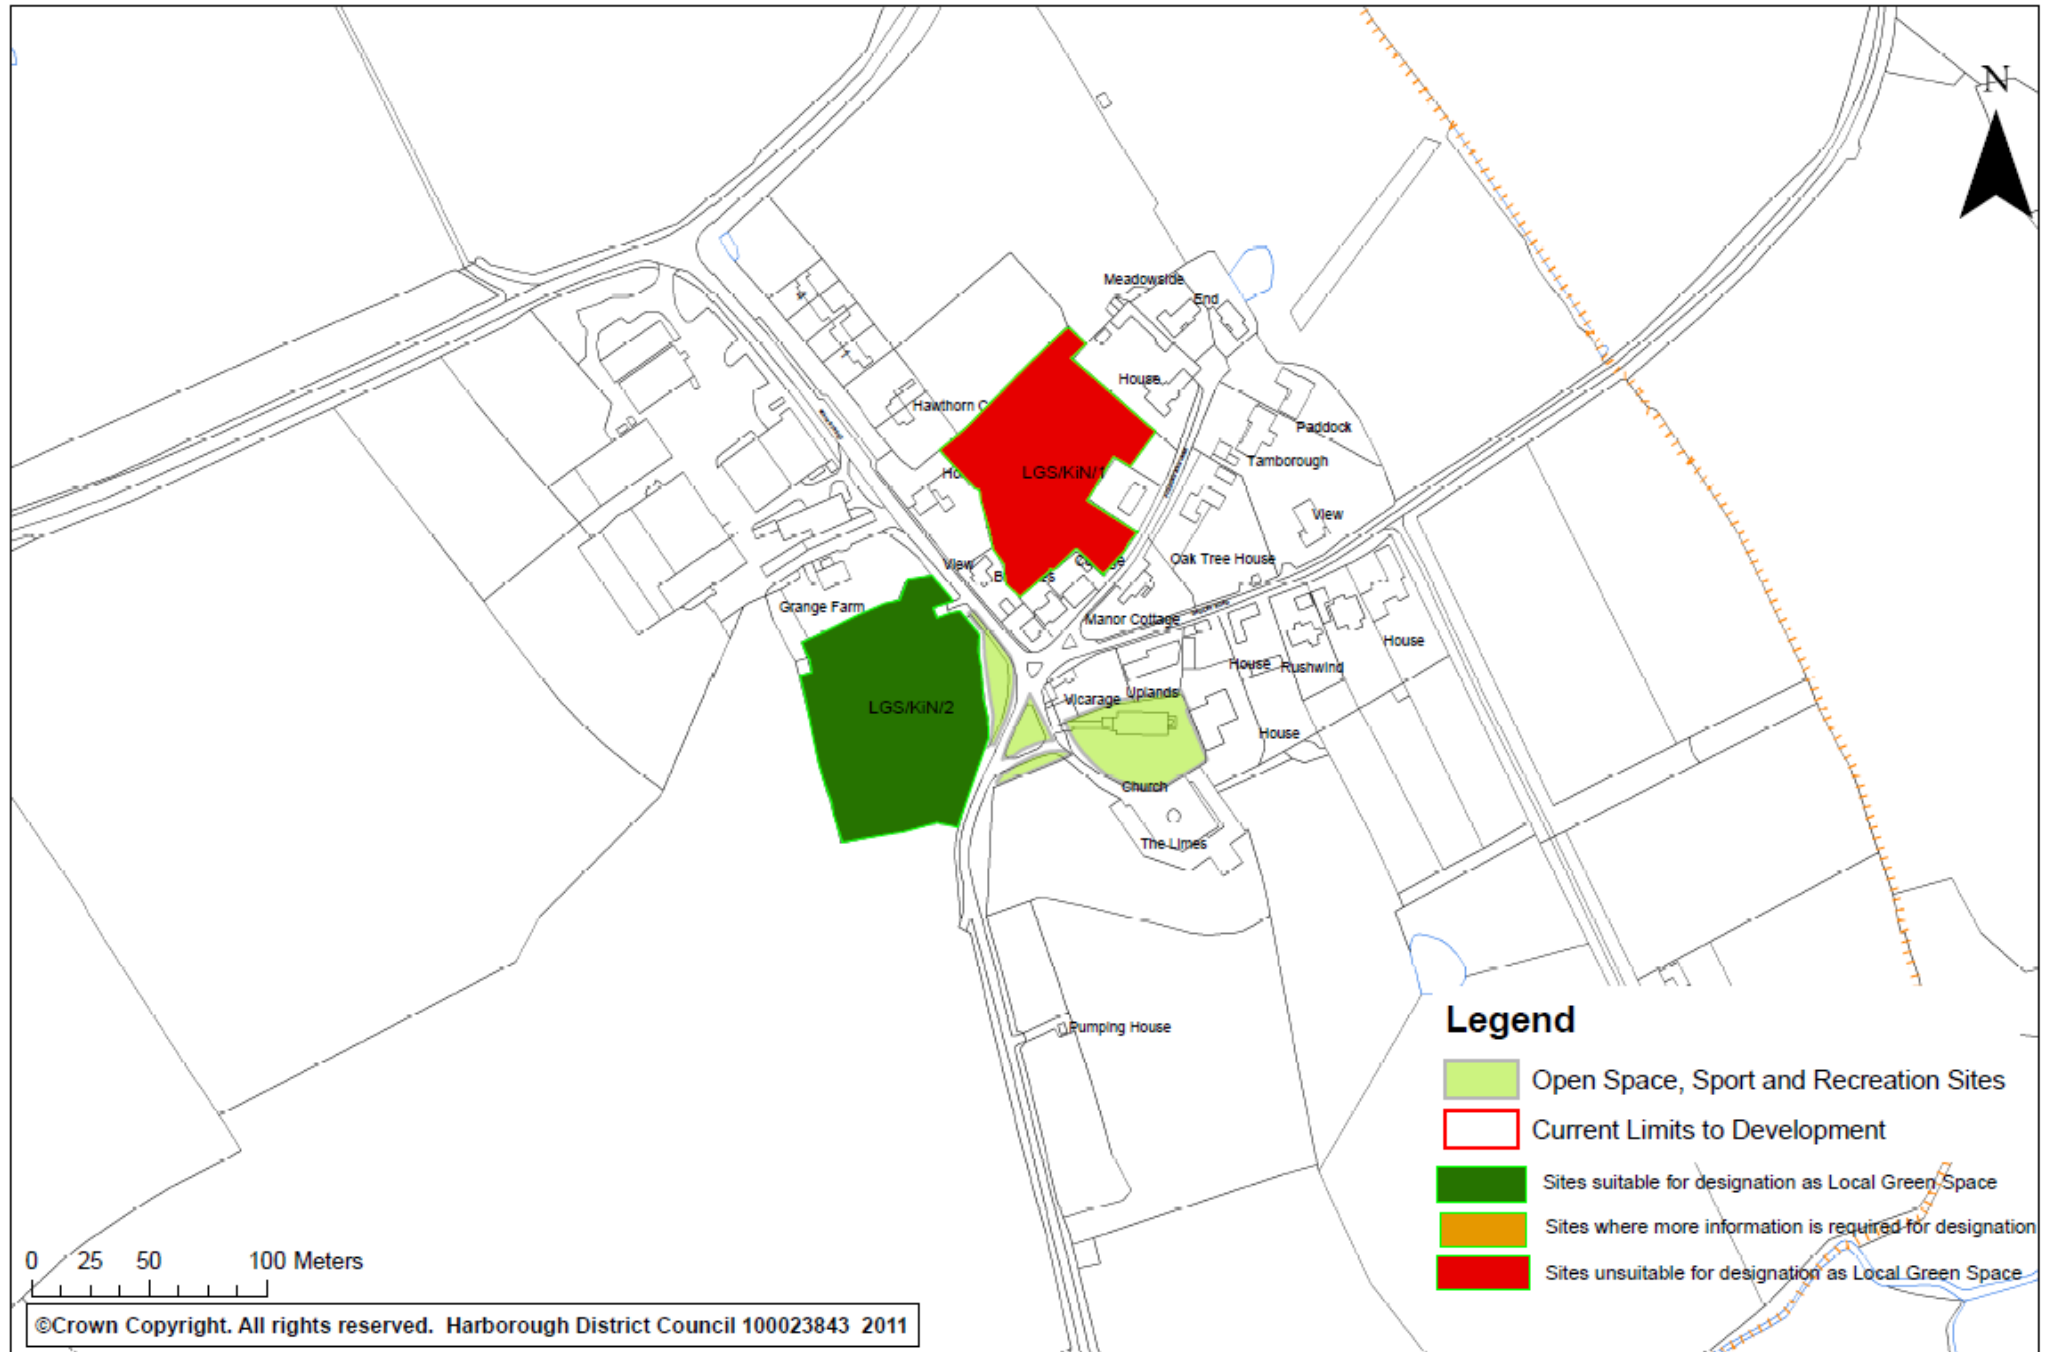 N
Meadowside
End
4
1
House
Hawthorn C
Paddock
Tamborough
LGS/KiN/1
Ho
View
View
Oak Tree House
Grange Farm
Manor Cottage
House
House
Rushwind
Vicarage
Uplands
LGS/KiN/2
House
Church
The Limes
Pumping House
Legend
Open Space, Sport and Recreation Sites
Current Limits to Development
Sites suitable for designation as Local Green Space
Sites where more information is required for designation
Sites unsuitable for designation as Local Green Space
0 25 50 100 Meters
©Crown Copyright. All rights reserved. Harborough District Council 100023843 2011